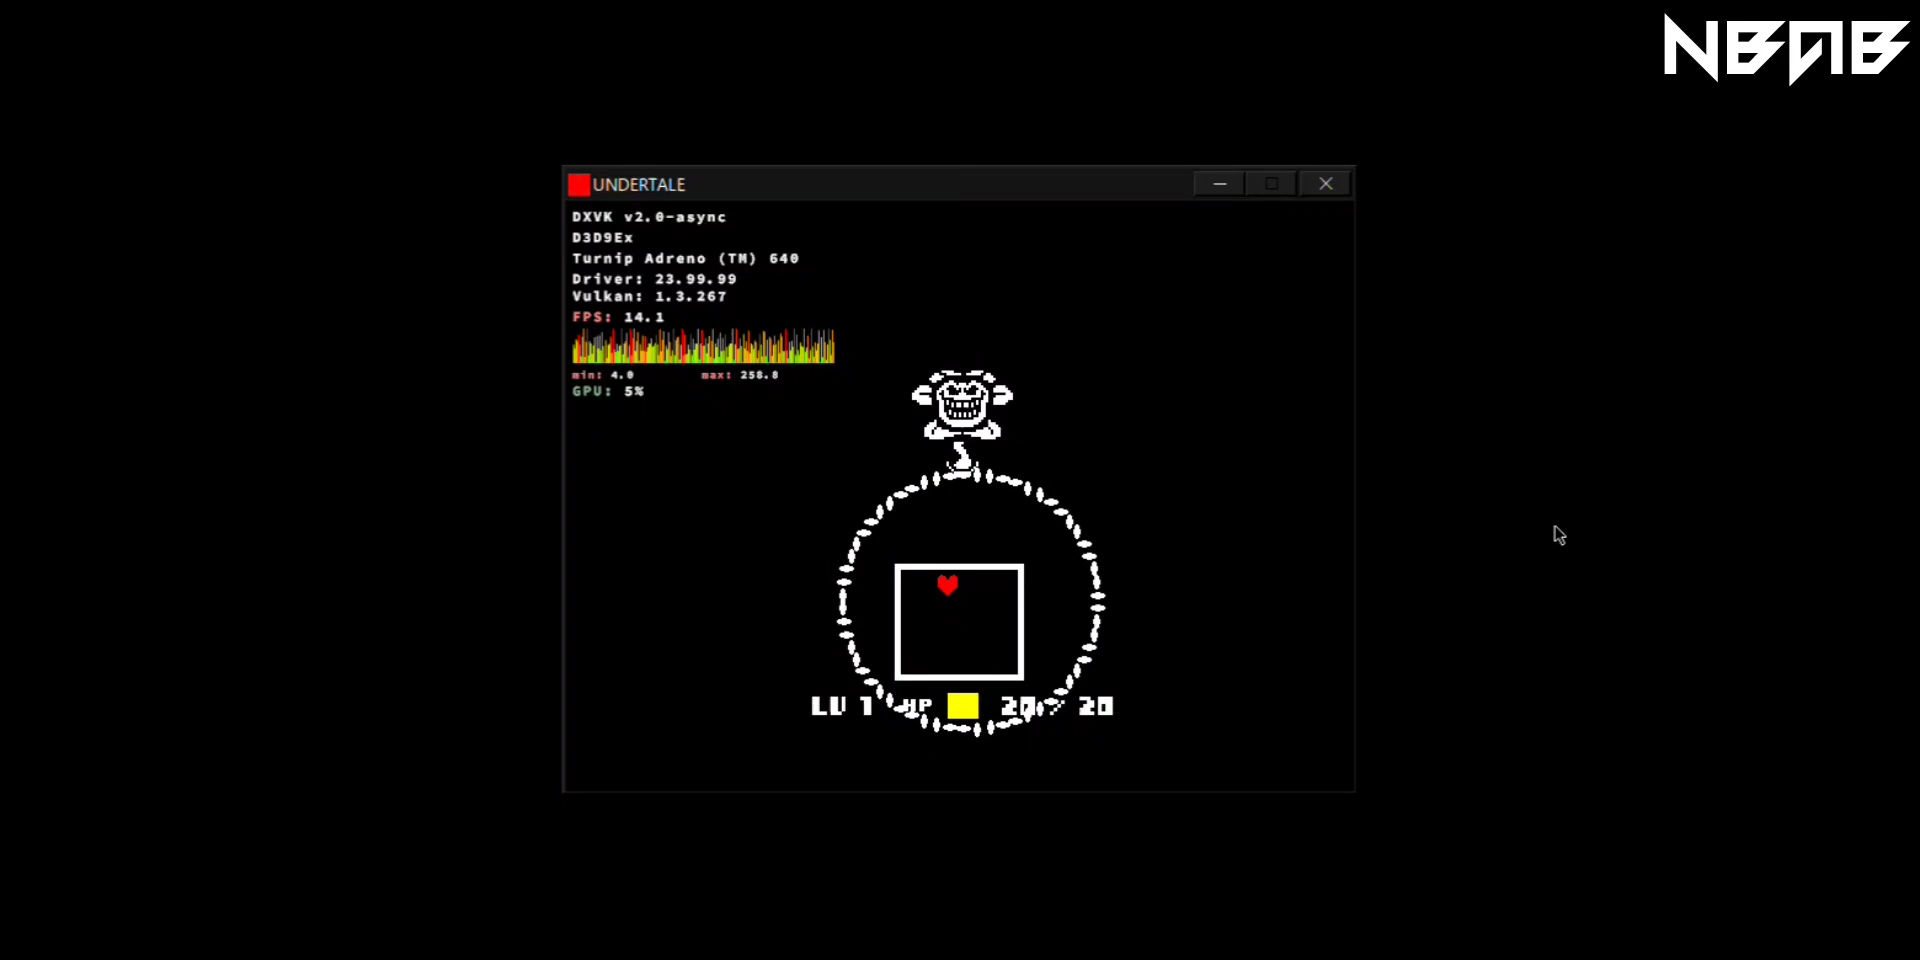 NBAB
UNDERTALE
DXVK v2.0-async
D3D9Ex
Turnip Adreno (TM) 640
Driver: 23.99.99
Vulkan: 1.3.267
FPS: 14.1
min: 4.0 max: 258.8
GPU: 5%
LV 1 HP 20 / 20